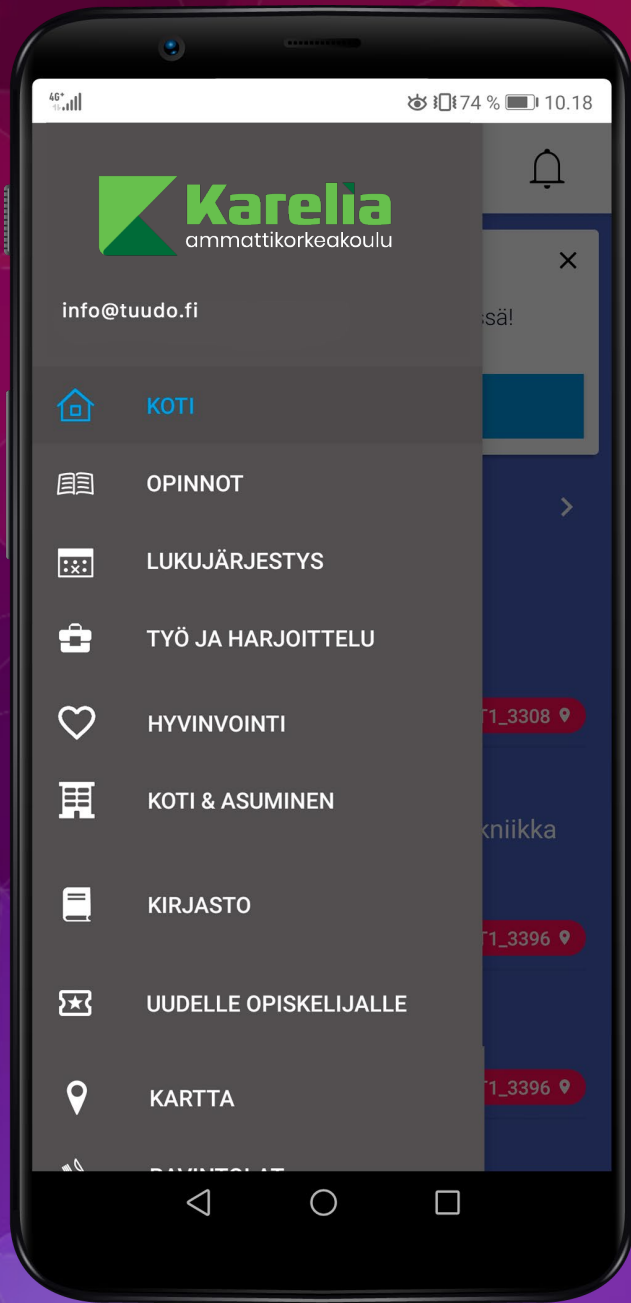 4G+
74 % 10.18
Karelia
ammattikorkeakoulu
info@tuudo.fi
ssä!
KOTI
OPINNOT
LUKUJÄRJESTYS
TYÖ JA HARJOITTELU
HYVINVOINTI
T1_3308
KOTI & ASUMINEN
kniikka
KIRJASTO
T1_3396
UUDELLE OPISKELIJALLE
KARTTA
T1_3396
RAVINTOLAT